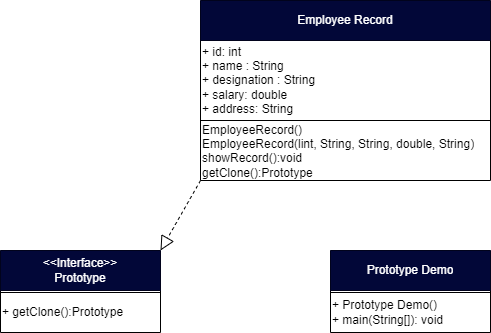 Employee Record
+ id: int
+ name : String
+ designation : String
+ salary: double
+ address: String
EmployeeRecord()
EmployeeRecord(lint, String, String, double, String)
showRecord():void
getClone():Prototype
<<Interface>>
Prototype
+ getClone():Prototype
Prototype Demo
+ Prototype Demo()
+ main(String[]): void